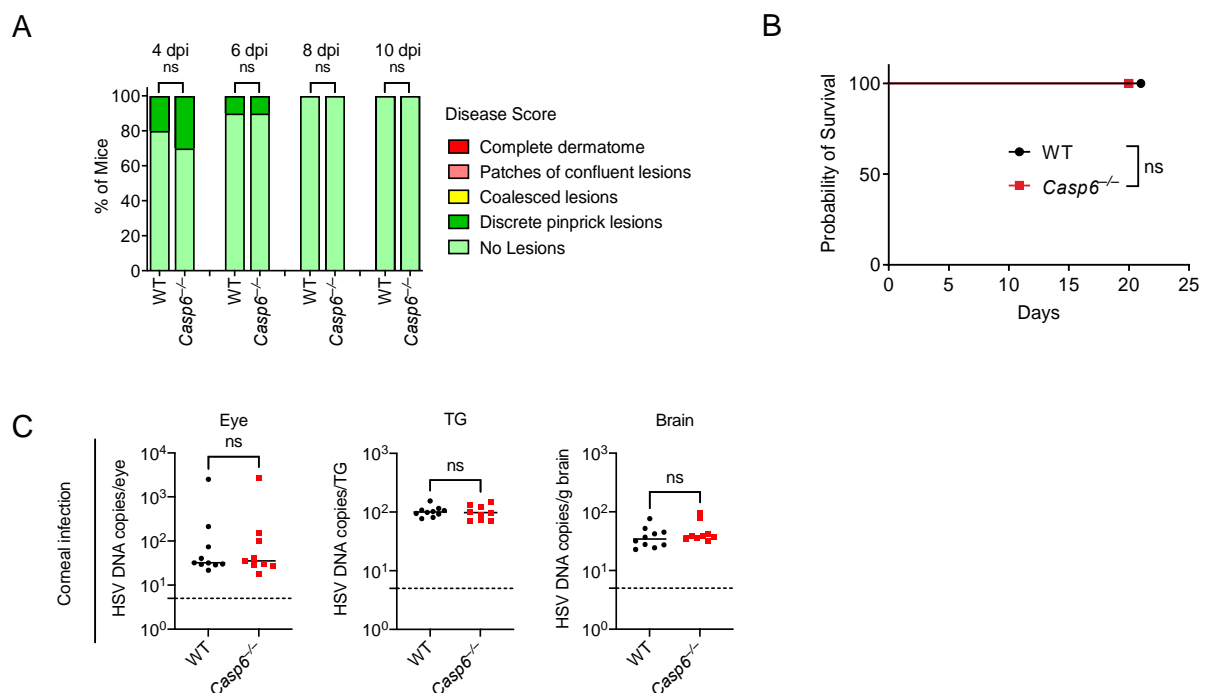 A
4 dpi 6 dpi 8 dpi 10 dpi
ns ns ns ns
100
80
60
40
20
0
% of Mice
WT Casp6–/– WT Casp6–/– WT Casp6–/– WT Casp6–/–
Disease Score
Complete dermatome
Patches of confluent lesions
Coalesced lesions
Discrete pinprick lesions
No Lesions
B
100
50
0
Probability of Survival
WT
Casp6–/–
ns
0 5 10 15 20 25
Days
C
Corneal infection
Eye
ns
10⁴
10³
10²
10¹
10⁰
HSV DNA copies/eye
WT Casp6–/–
TG
ns
10³
10²
10¹
10⁰
HSV DNA copies/TG
WT Casp6–/–
Brain
ns
10³
10²
10¹
10⁰
HSV DNA copies/g brain
WT Casp6–/–